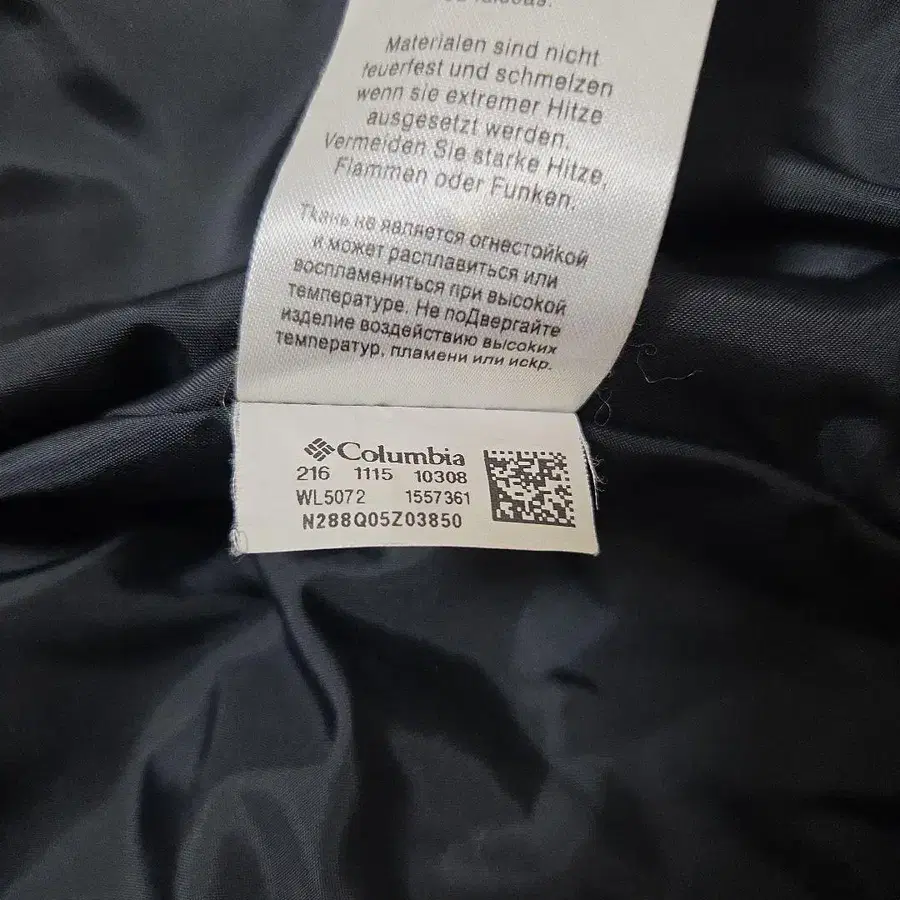 Materialen sind nicht
feuerfest und schmelzen
wenn sie extremer Hitze
ausgesetzt werden.
Vermeiden Sie starke Hitze,
Flammen oder Funken.
Ткань не является огнестойкой
и может расплавиться или
воспламениться при высокой
температуре. Не поДвергайте
изделие воздействию высоких
температур, пламени или искр.
Columbia
216 1115 10308
WL5072 1557361
N288Q05Z03850